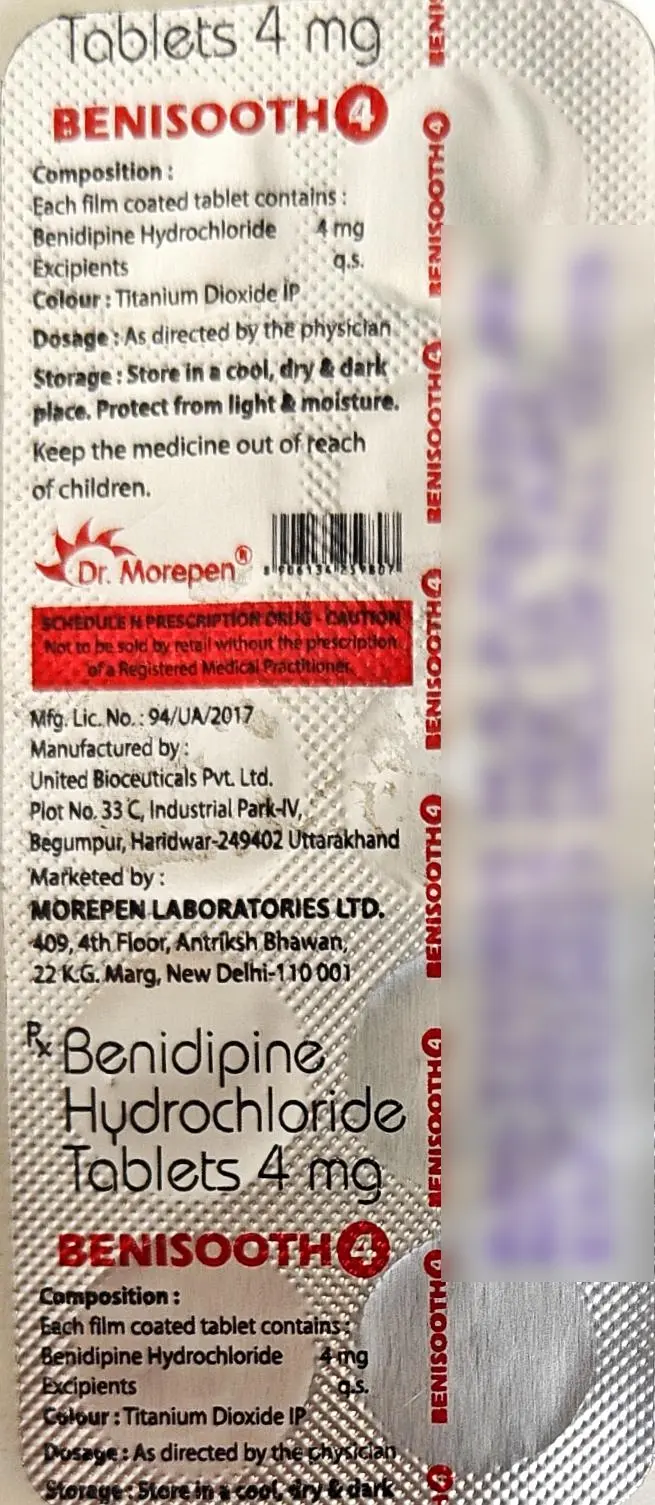 Tablets 4 mg
BENISOOTH 4
Composition :
Each film coated tablet contains :
Benidipine Hydrochloride 4 mg
Excipients q.s.
Colour : Titanium Dioxide IP
Dosage : As directed by the physician
Storage : Store in a cool, dry & dark
place. Protect from light & moisture.
Keep the medicine out of reach
of children.
Dr. Morepen®
SCHEDULE H PRESCRIPTION DRUG - CAUTION
Not to be sold by retail without the prescription
of a Registered Medical Practitioner.
Mfg. Lic. No. : 94/UA/2017
Manufactured by :
United Bioceuticals Pvt. Ltd.
Plot No. 33 C, Industrial Park-IV,
Begumpur, Haridwar-249402 Uttarakhand
Marketed by :
MOREPEN LABORATORIES LTD.
409, 4th Floor, Antriksh Bhawan,
22 K.G. Marg, New Delhi-110 001
Rx Benidipine
Hydrochloride
Tablets 4 mg
BENISOOTH 4
Composition :
Each film coated tablet contains :
Benidipine Hydrochloride 4 mg
Excipients q.s.
Colour : Titanium Dioxide IP
Dosage : As directed by the physician
Storage : Store in a cool, dry & dark
BENI
BENISOOTH 4
BENISOOTH 4
BENISOOTH 4
BENISOOTH 4
BENISOOTH 4
BENISOOTH 4
H 4